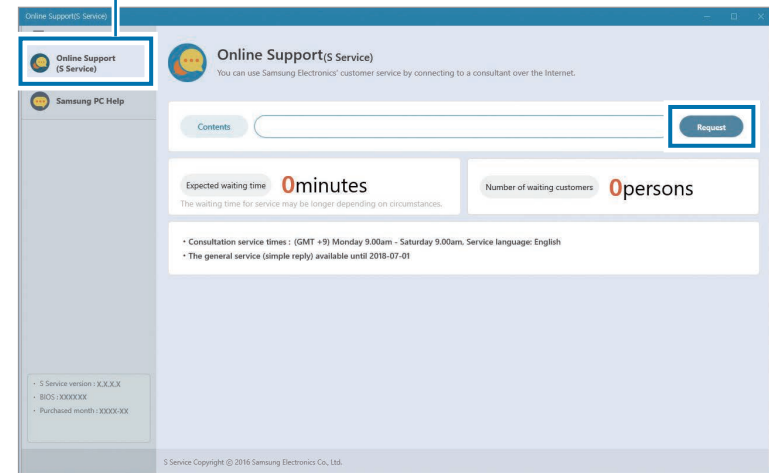 Online Support(S Service)
Online Support
(S Service)
Samsung PC Help
Online Support(S Service)
You can use Samsung Electronics' customer service by connecting to a consultant over the Internet.
Contents
Request
Expected waiting time 0minutes
The waiting time for service may be longer depending on circumstances.
Number of waiting customers 0persons
• Consultation service times : (GMT +9) Monday 9.00am - Saturday 9.00am. Service language: English
• The general service (simple reply) available until 2018-07-01
• S Service version : X.X.X.X
• BIOS : XXXXXX
• Purchased month : XXXX-XX
S Service Copyright © 2016 Samsung Electronics Co., Ltd.